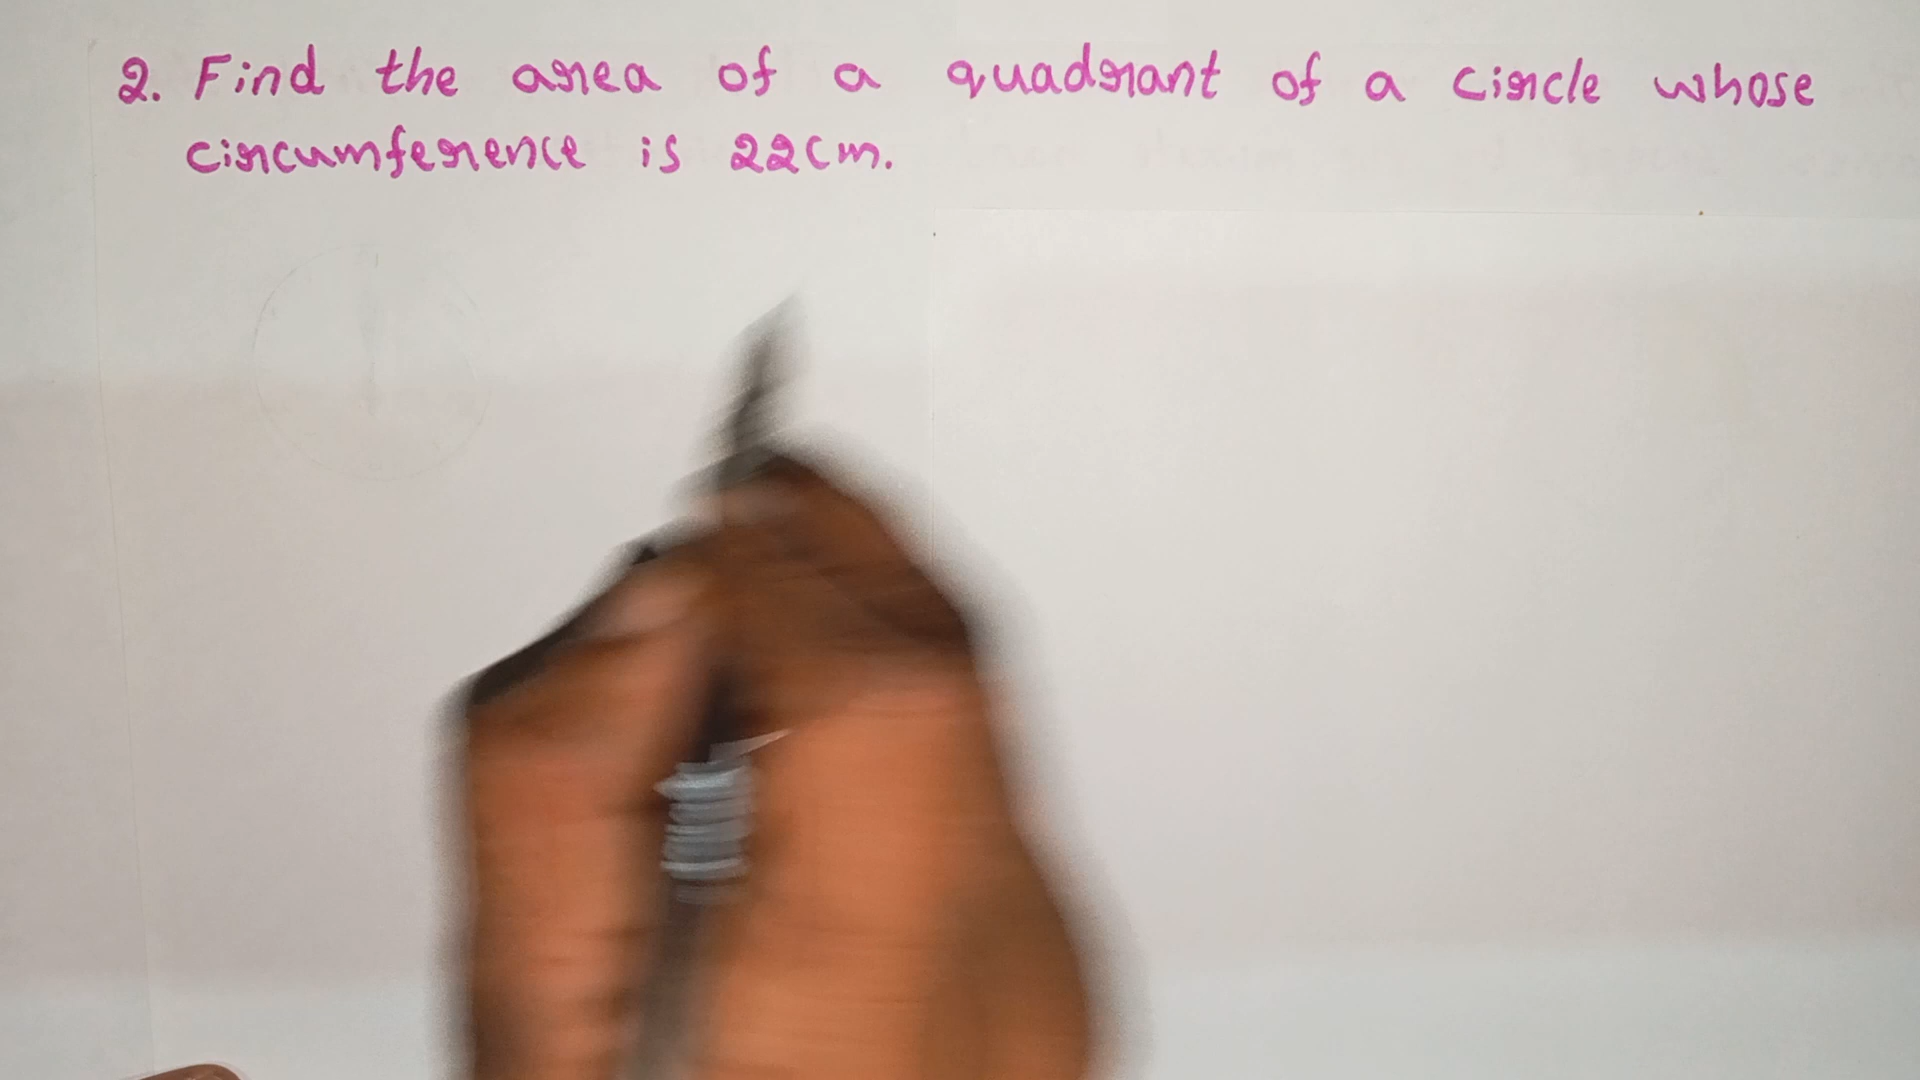 2. Find the area of a quadrant of a circle whose
circumference is 22cm.